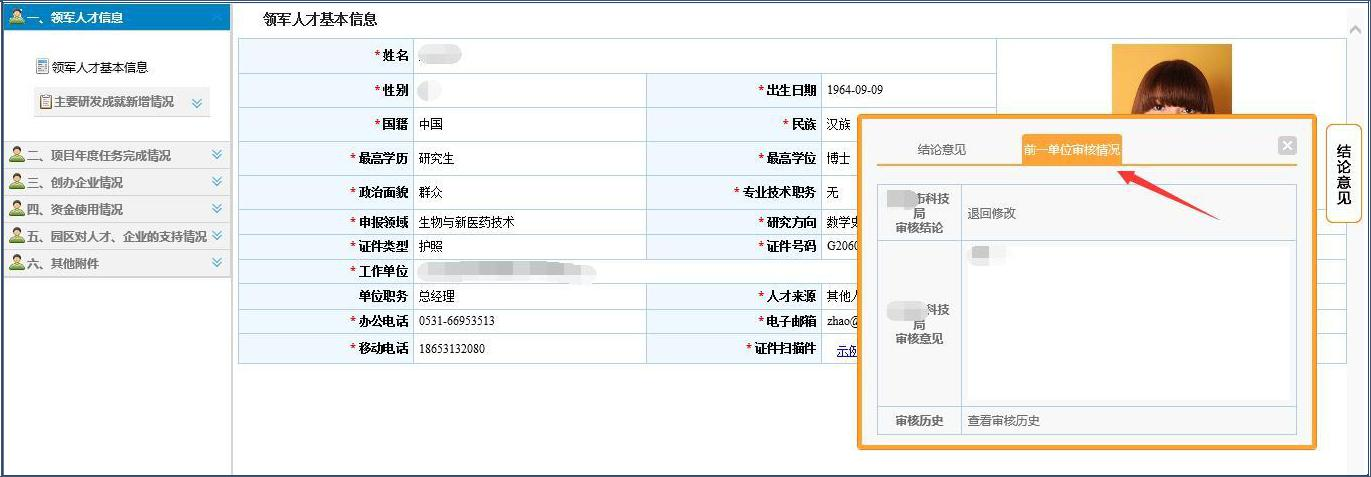 一、领军人才信息
领军人才基本信息
主要研发成就新增情况
二、项目年度任务完成情况
三、创办企业情况
四、资金使用情况
五、园区对人才、企业的支持情况
六、其他附件
领军人才基本信息
*姓名
*性别
*出生日期 1964-09-09
*国籍 中国 *民族 汉族
*最高学历 研究生 *最高学位 博士
*政治面貌 群众 *专业技术职务 无
*申报领域 生物与新医药技术 *研究方向 数学史
*证件类型 护照 *证件号码 G2060
*工作单位
单位职务 总经理 *人才来源 其他人
*办公电话 0531-66953513 *电子邮箱 zhao@
*移动电话 18653132080 *证件扫描件 示例
结论意见 前一单位审核情况
市科技
局
审核结论
退回修改
科技
局
审核意见
审核历史 查看审核历史
结论意见